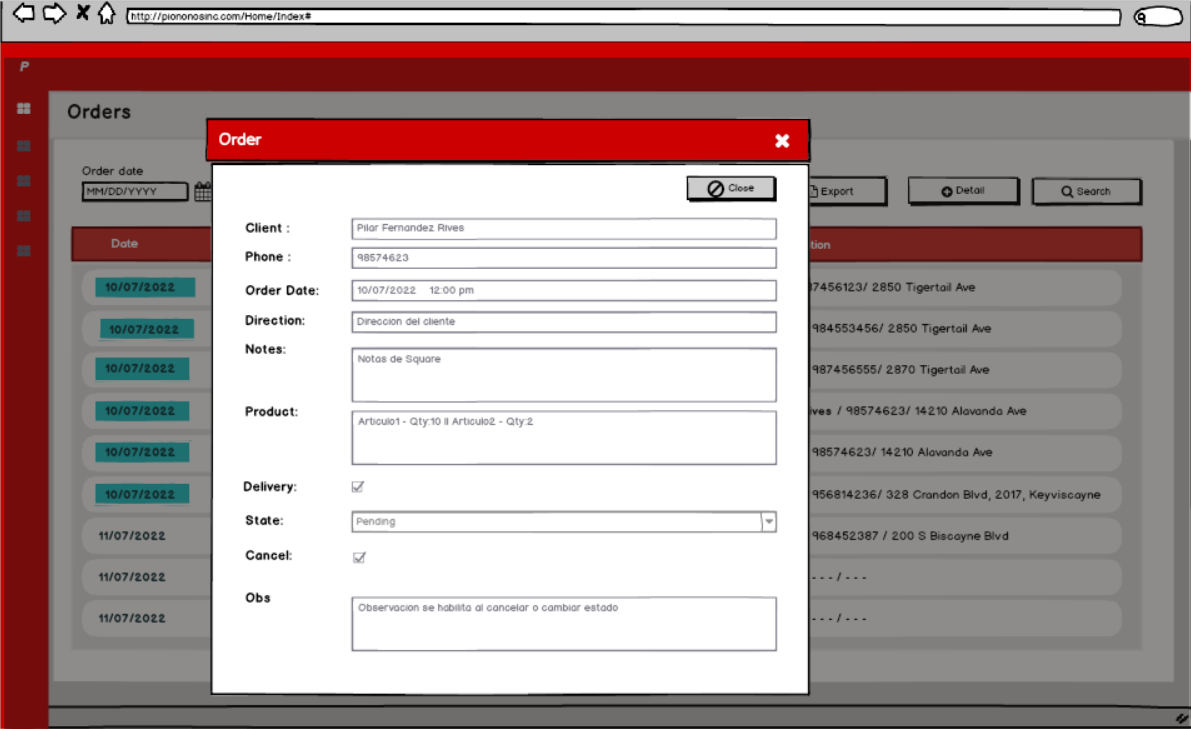 http://piononosinc.com/Home/Index#
P
Orders
Order date
MM/DD/YYYY
Export
Detail
Search
Date
tion
10/07/2022
7456123/ 2850 Tigertail Ave
10/07/2022
984553456/ 2850 Tigertail Ave
10/07/2022
987456555/ 2870 Tigertail Ave
10/07/2022
ves / 98574623/ 14210 Alavanda Ave
10/07/2022
98574623/ 14210 Alavanda Ave
10/07/2022
956814236/ 328 Crandon Blvd, 2017, Keyviscayne
11/07/2022
968452387 / 200 S Biscayne Blvd
11/07/2022
- - - / - - -
11/07/2022
- - - / - - -
Order
Close
Client :
Pilar Fernandez Rives
Phone :
98574623
Order Date:
10/07/2022 12:00 pm
Direction:
Direccion del cliente
Notes:
Notas de Square
Product:
Articulo1 - Qty:10 II Articulo2 - Qty:2
Delivery:
State:
Pending
Cancel:
Obs
Observacion se habilita al cancelar o cambiar estado